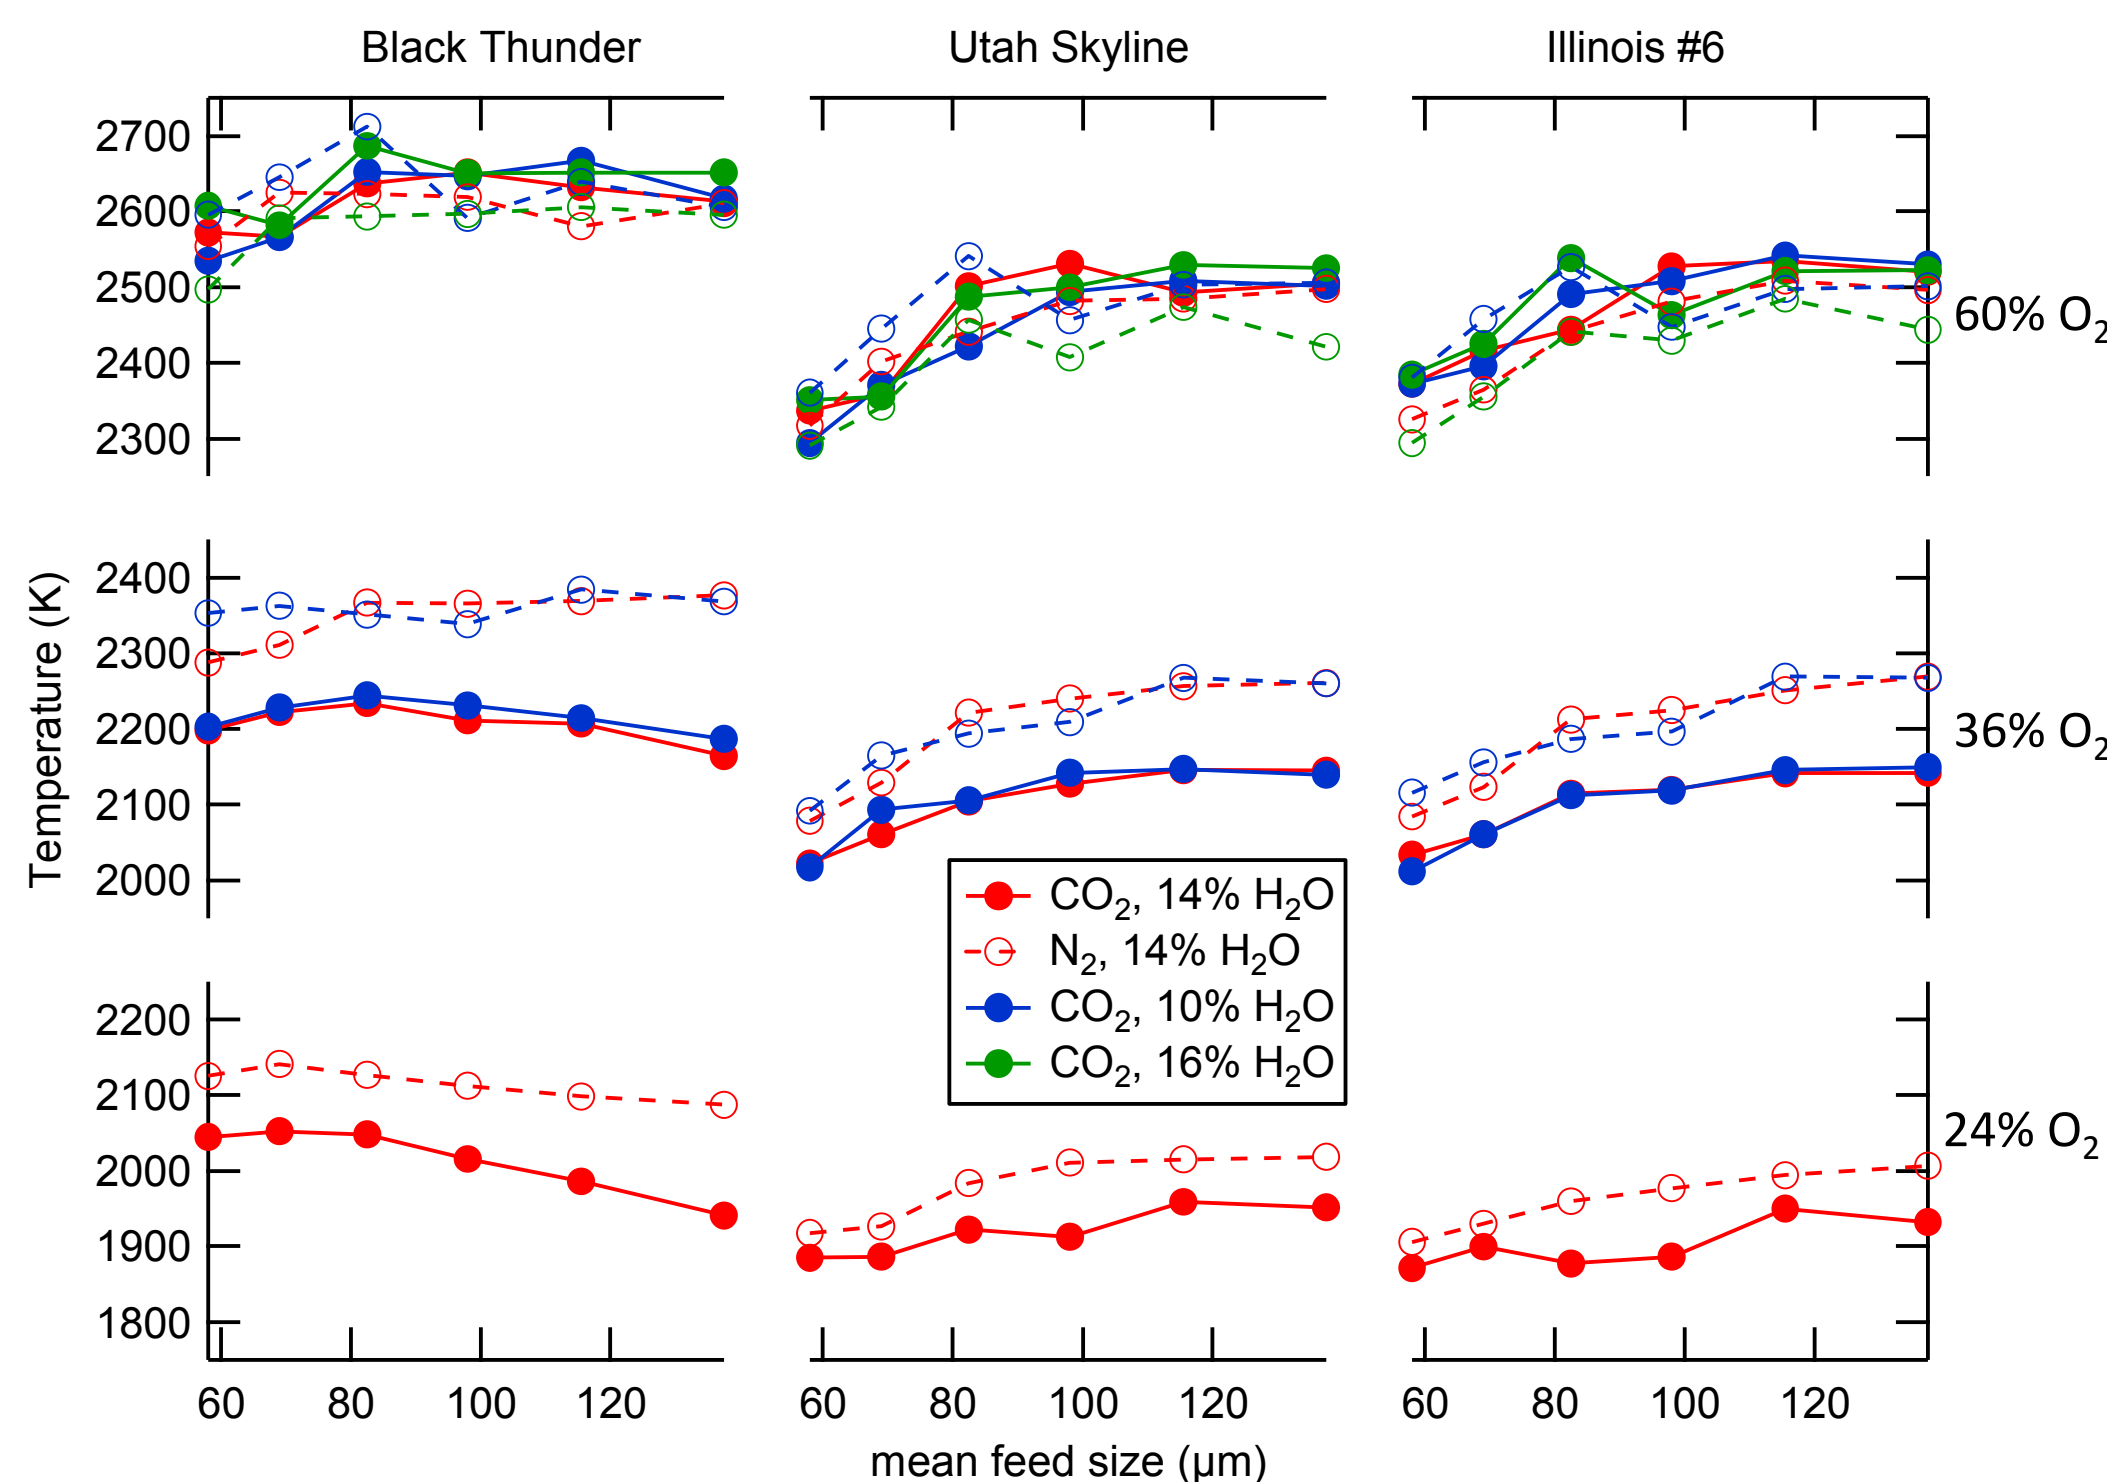 Black Thunder
Utah Skyline
Illinois #6
2700
2600
2500
2400
2300
60% O₂
Temperature (K)
2400
2300
2200
2100
2000
36% O₂
CO₂, 14% H₂O
N₂, 14% H₂O
CO₂, 10% H₂O
CO₂, 16% H₂O
2200
2100
2000
1900
1800
24% O₂
60 80 100 120
60 80 100 120
60 80 100 120
mean feed size (µm)